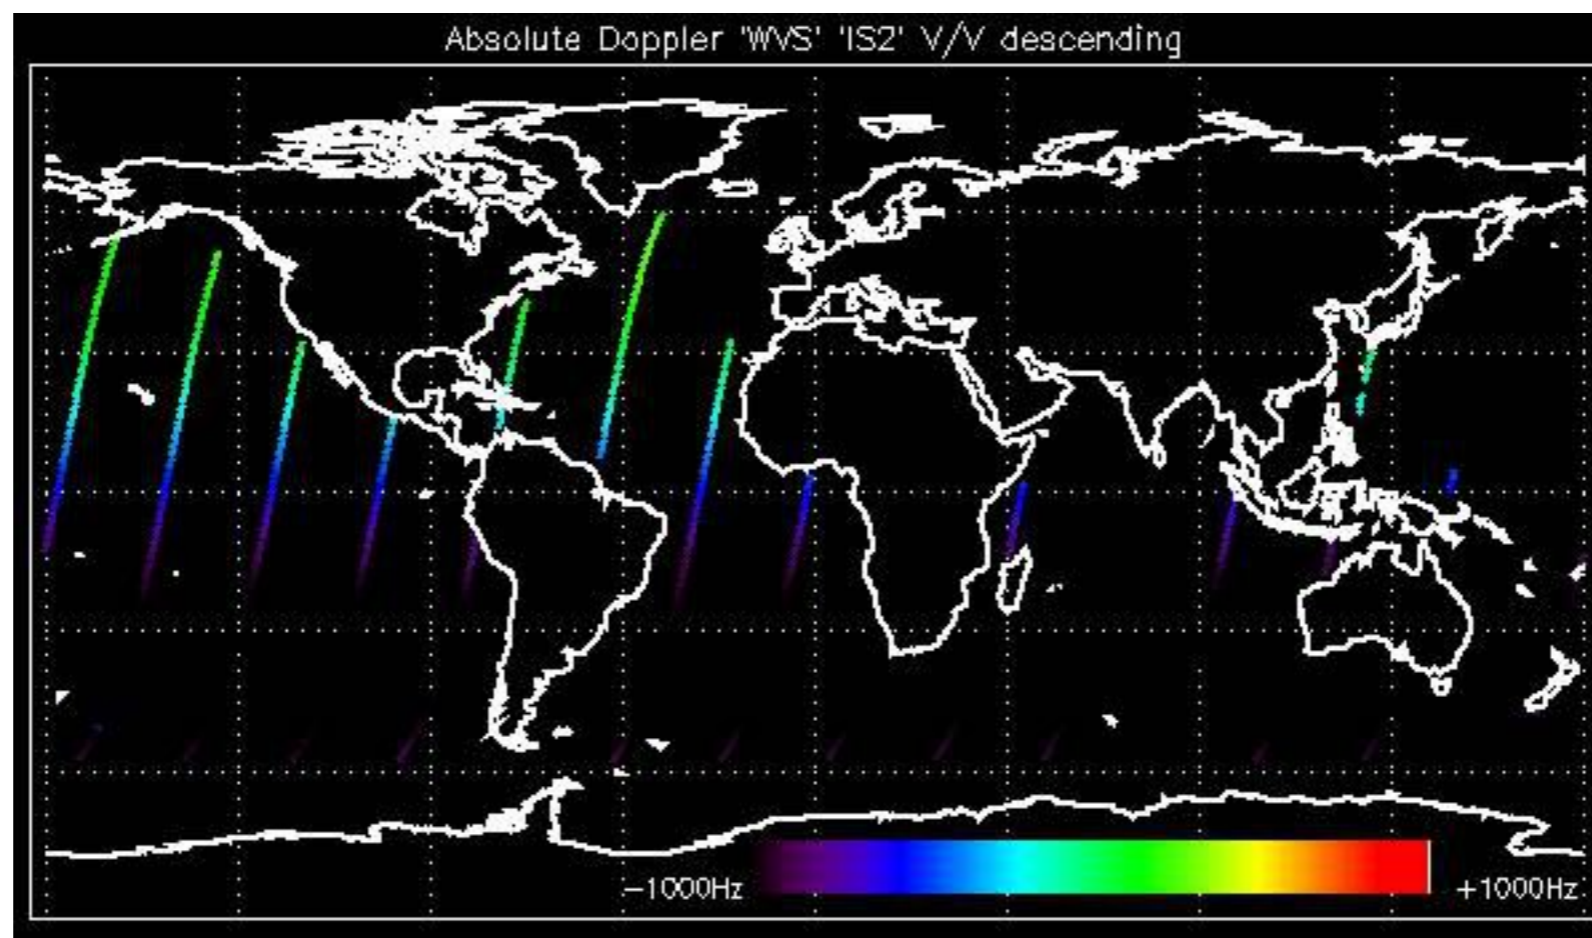 Absolute Doppler 'WVS' 'IS2' V/V descending
−1000Hz
+1000Hz